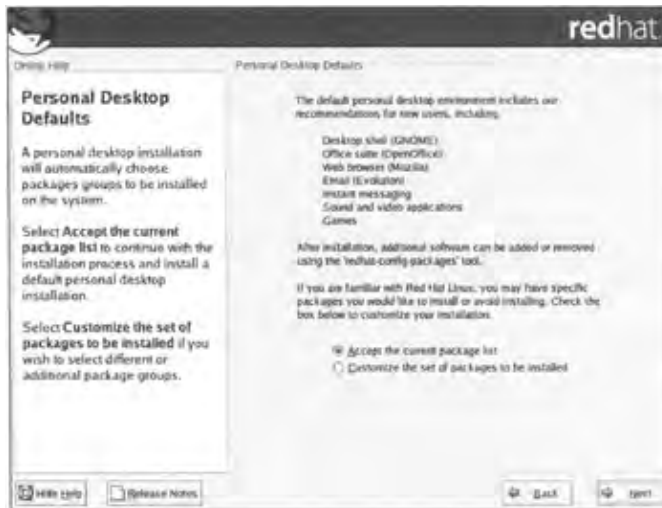 redhat
Online Help
Personal Desktop Defaults
Personal Desktop
Defaults
A personal desktop installation
will automatically choose
packages groups to be installed
on the system.
Select Accept the current
package list to continue with the
installation process and install a
default personal desktop
installation.
Select Customize the set of
packages to be installed if you
wish to select different or
additional package groups.
The default personal desktop environment includes our
recommendations for new users, including:
Desktop shell (GNOME)
Office suite (OpenOffice)
Web browser (Mozilla)
Email (Evolution)
Instant messaging
Sound and video applications
Games
After installation, additional software can be added or removed
using the 'redhat-config-packages' tool.
If you are familiar with Red Hat Linux, you may have specific
packages you would like to install or avoid installing. Check the
box below to customize your installation.
Accept the current package list
Customize the set of packages to be installed
Hide Help
Release Notes
Back
Next